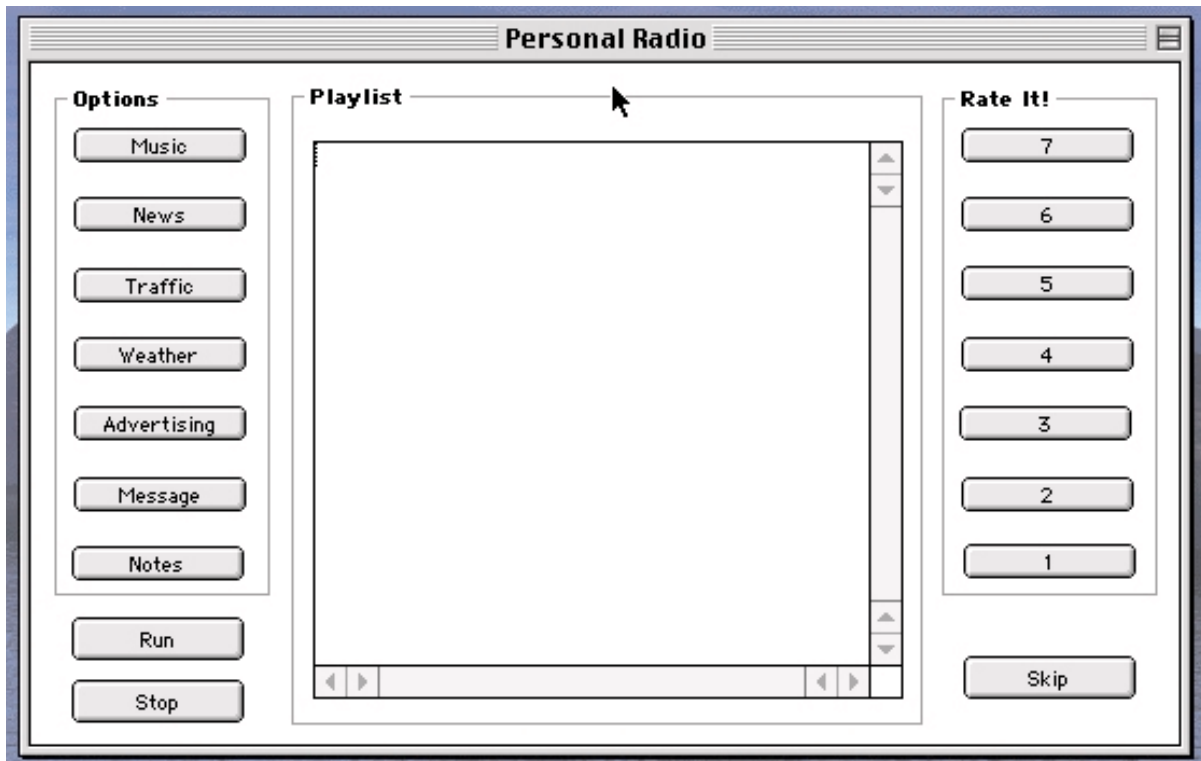 Personal Radio
Options
Music
News
Traffic
Weather
Advertising
Message
Notes
Run
Stop
Playlist
Rate It!
7
6
5
4
3
2
1
Skip